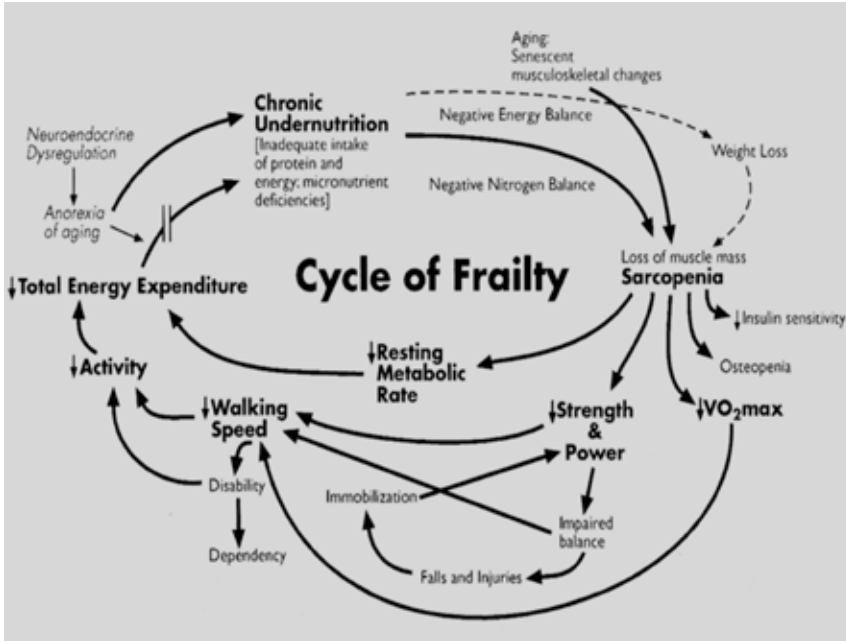 Aging:
Senescent
musculoskeletal changes
Chronic
Undernutrition
[Inadequate intake
of protein and
energy; micronutrient
deficiencies]
Negative Energy Balance
Neuroendocrine
Dysregulation
Weight Loss
Negative Nitrogen Balance
Anorexia
of aging
Loss of muscle mass
Sarcopenia
Cycle of Frailty
↓Total Energy Expenditure
↓Insulin sensitivity
↓Resting
Metabolic
Rate
Osteopenia
↓Activity
↓Walking
Speed
↓Strength
&
Power
↓VO₂max
Disability
Immobilization
Impaired
balance
Dependency
Falls and Injuries